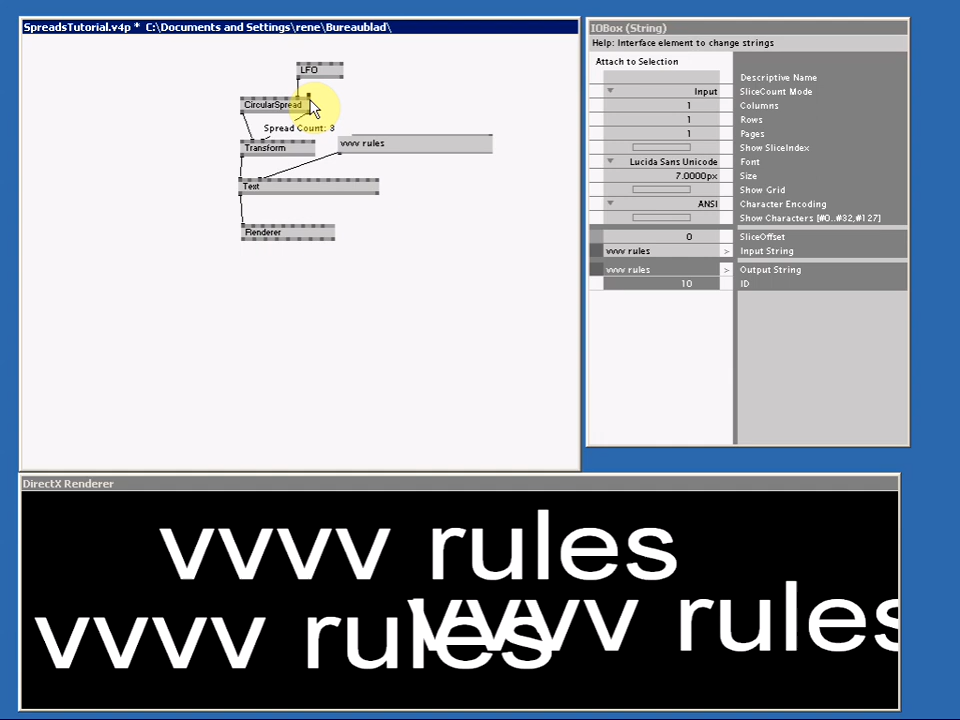 SpreadsTutorial.v4p * C:\Documents and Settings\rene\Bureaublad\
LFO
CircularSpread
Spread Count: 3
Transform
vvvv rules
Text
Renderer
IOBox (String)
Help: Interface element to change strings
Attach to Selection
Descriptive Name
Input SliceCount Mode
1 Columns
1 Rows
1 Pages
Show SliceIndex
Lucida Sans Unicode Font
7.0000px Size
Show Grid
ANSI Character Encoding
Show Characters [#0..#32,#127]
0 SliceOffset
vvvv rules > Input String
vvvv rules > Output String
10 ID
DirectX Renderer
vvvv rules
vvvv rules
vvvv rules